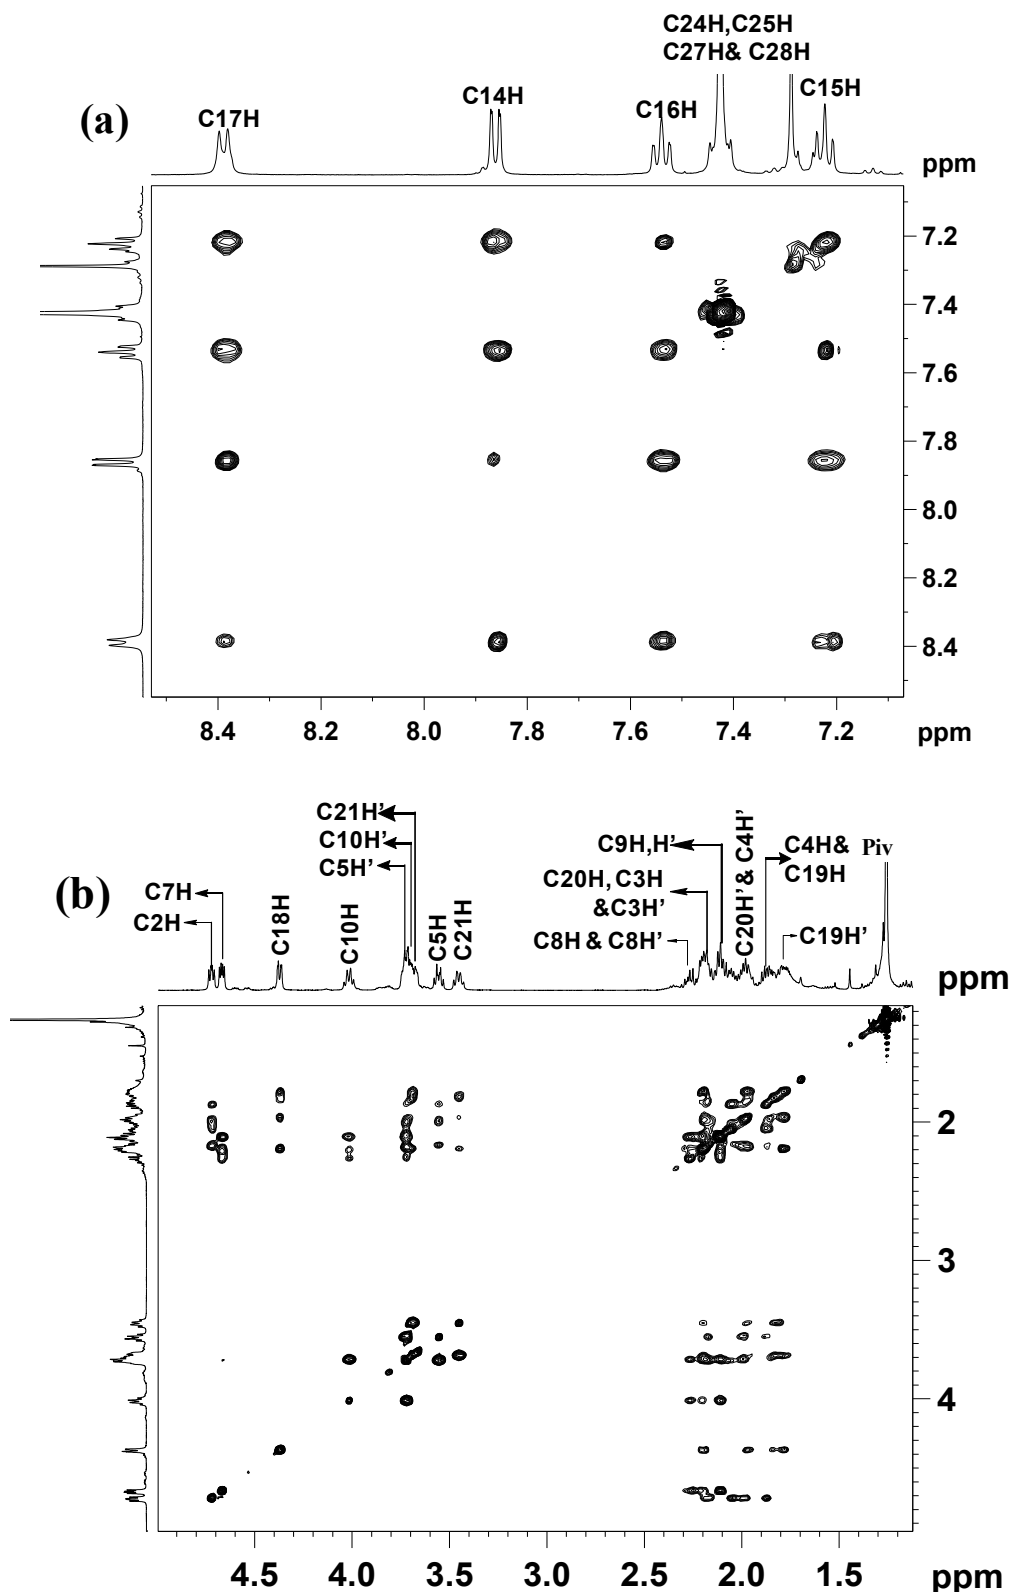 C24H,C25H
C27H& C28H
(a)
C17H
C14H
C16H
C15H
ppm
7.2
7.4
7.6
7.8
8.0
8.2
8.4
8.4
8.2
8.0
7.8
7.6
7.4
7.2
ppm
(b)
C21H’
C10H’
C5H’
C7H
C2H
C18H
C10H
C5H
C21H
C9H,H’
C20H, C3H
&C3H’
C8H & C8H’
C20H’ & C4H’
C4H&
C19H
Piv
C19H’
ppm
2
3
4
4.5
4.0
3.5
3.0
2.5
2.0
1.5
ppm